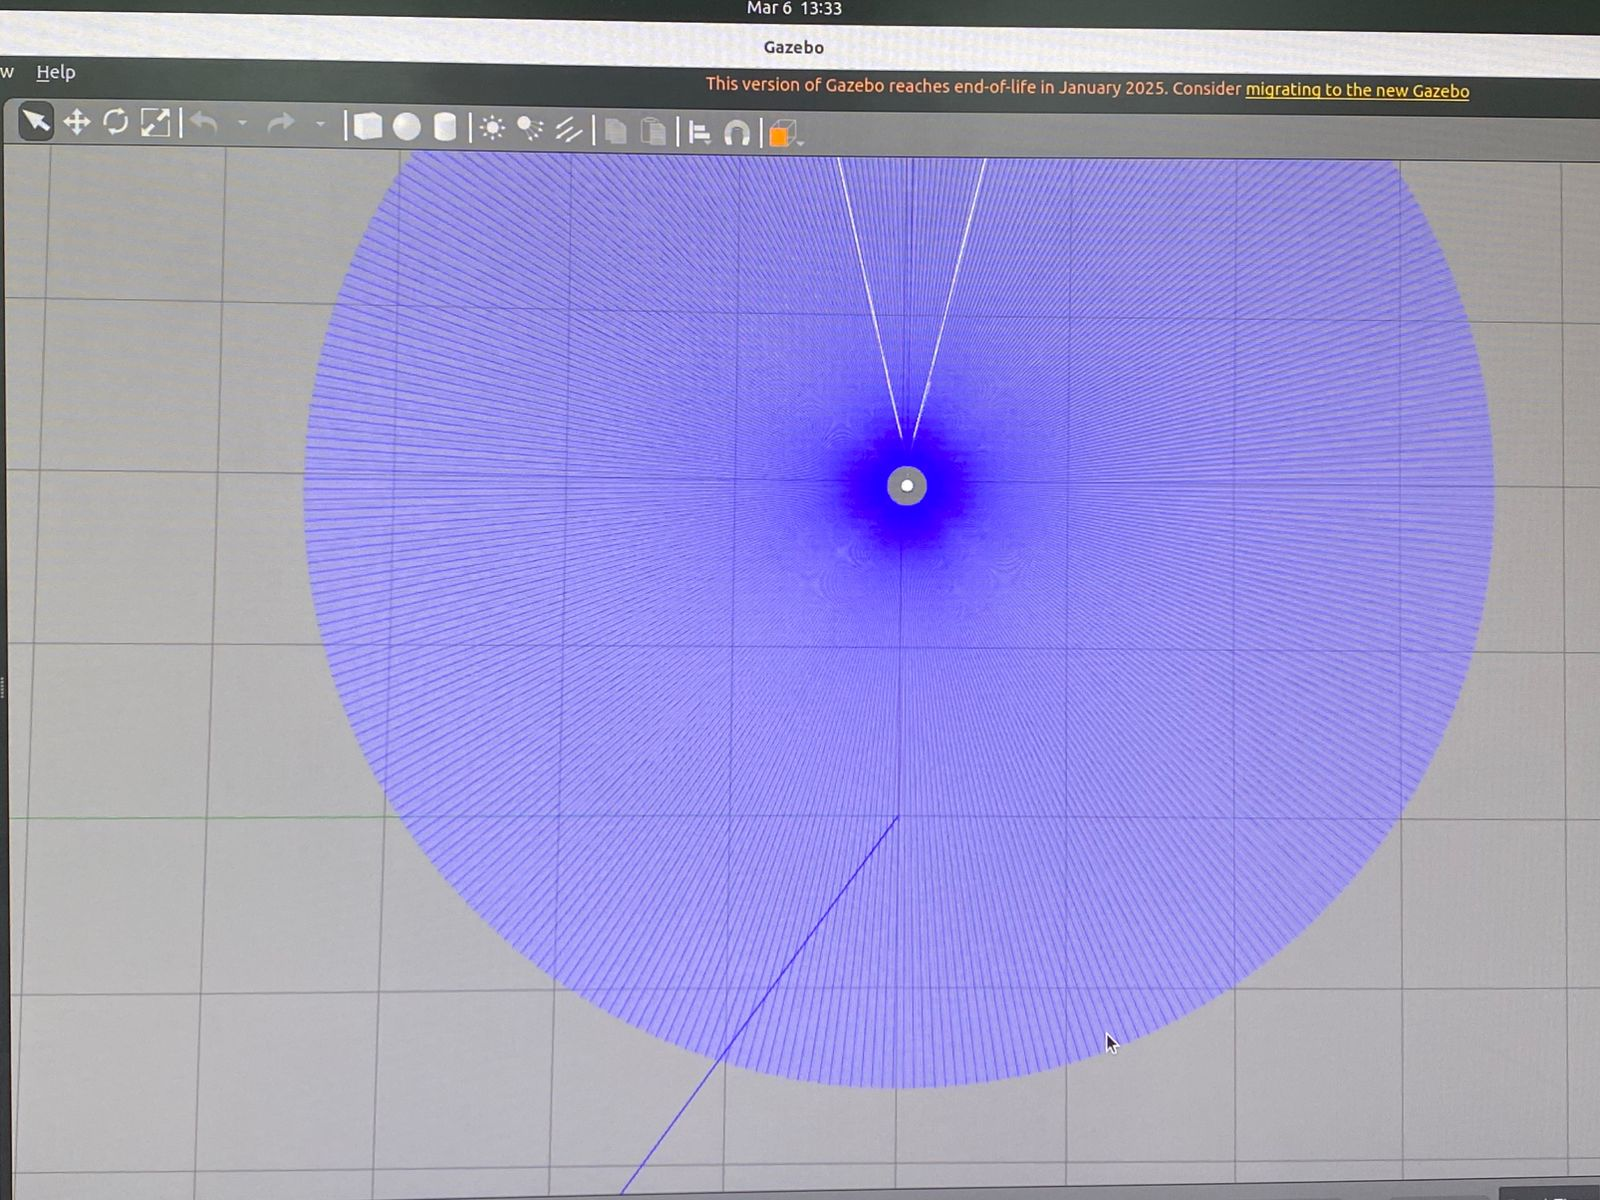 Mar 6 13:33
Gazebo
w Help
This version of Gazebo reaches end-of-life in January 2025. Consider migrating to the new Gazebo